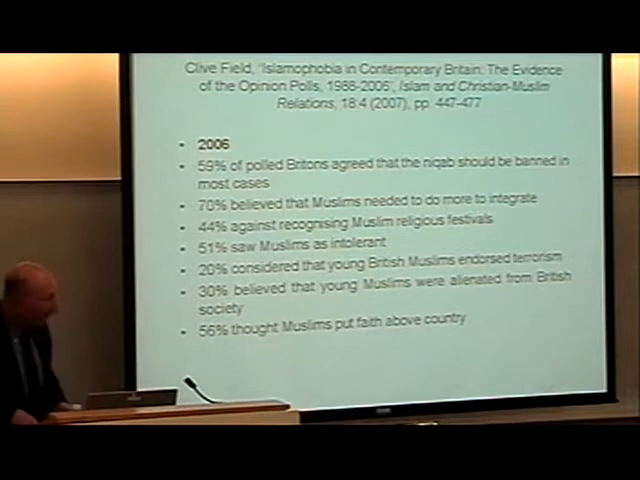 Clive Field, 'Islamophobia in Contemporary Britain: The Evidence
of the Opinion Polls, 1988-2006', Islam and Christian-Muslim
Relations, 18:4 (2007), pp. 447-477
• 2006
• 59% of polled Britons agreed that the niqab should be banned in
most cases
• 70% believed that Muslims needed to do more to integrate
• 44% against recognising Muslim religious festivals
• 51% saw Muslims as intolerant
• 20% considered that young British Muslims endorsed terrorism
• 30% believed that young Muslims were alienated from British
society
• 56% thought Muslims put faith above country